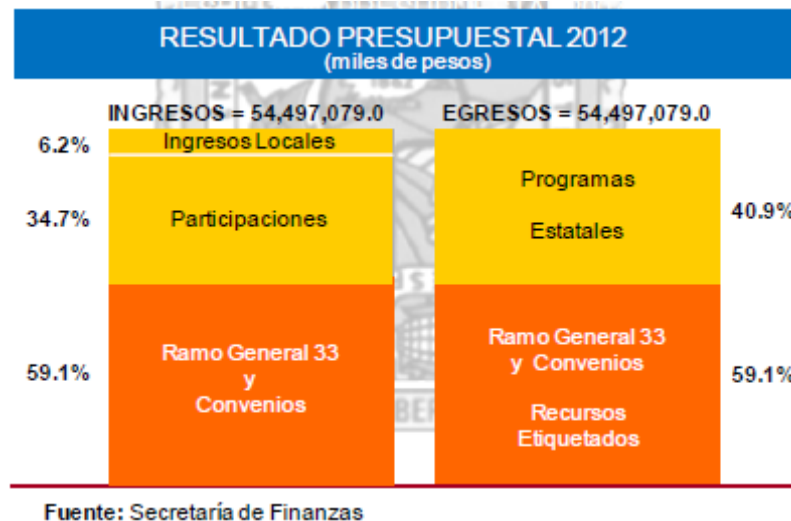 RESULTADO PRESUPUESTAL 2012
(miles de pesos)
INGRESOS = 54,497,079.0
EGRESOS = 54,497,079.0
6.2%
Ingresos Locales
34.7%
Participaciones
Programas
Estatales
40.9%
59.1%
Ramo General 33
y
Convenios
Ramo General 33
y Convenios
Recursos
Etiquetados
59.1%
Fuente: Secretaría de Finanzas